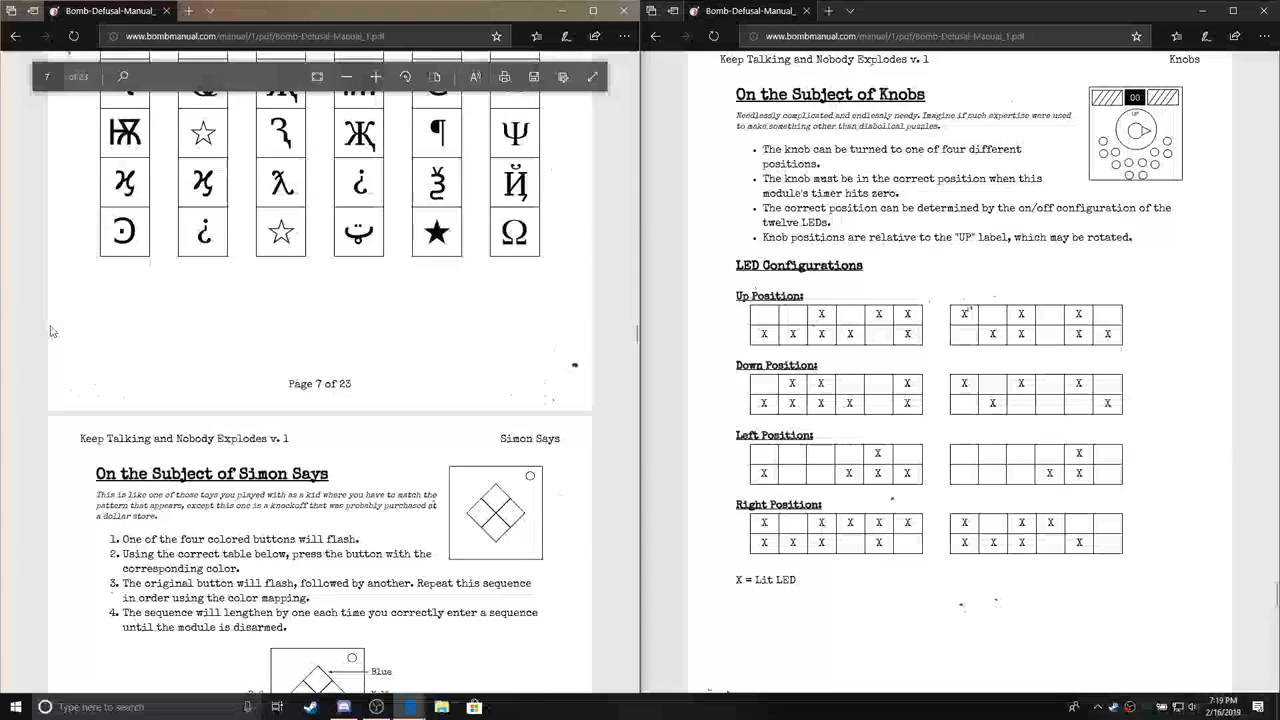 Bomb-Defusal-Manual_1.pdf
www.bombmanual.com/manual/1/pdf/Bomb-Defusal-Manual_1.pdf
7 of 23
Ѭ ☆ Ԇ Җ ¶ Ψ
ϗ ϗ ƛ ¿ Ѯ Ҋ
Ͽ ¿ ☆ ټ ★ Ω
Page 7 of 23
Keep Talking and Nobody Explodes v. 1 Simon Says
On the Subject of Simon Says
This is like one of those toys you played with as a kid where you have to match the
pattern that appears, except this one is a knockoff that was probably purchased at
a dollar store.
1. One of the four colored buttons will flash.
2. Using the correct table below, press the button with the
corresponding color.
3. The original button will flash, followed by another. Repeat this sequence
in order using the color mapping.
4. The sequence will lengthen by one each time you correctly enter a sequence
until the module is disarmed.
Blue
Bomb-Defusal-Manual_1.pdf
www.bombmanual.com/manual/1/pdf/Bomb-Defusal-Manual_1.pdf
Keep Talking and Nobody Explodes v. 1 Knobs
On the Subject of Knobs
Needlessly complicated and endlessly needy. Imagine if such expertise were used
to make something other than diabolical puzzles.
00
UP
• The knob can be turned to one of four different
positions.
• The knob must be in the correct position when this
module's timer hits zero.
• The correct position can be determined by the on/off configuration of the
twelve LEDs.
• Knob positions are relative to the "UP" label, which may be rotated.
LED Configurations
Up Position:
X X X X X X
X X X X X X X X X X
Down Position:
X X X X X X
X X X X X X X
Left Position:
X X
X X X X X X
Right Position:
X X X X X X X X
X X X X X X X X
X = Lit LED
Type here to search
7:19 PM
2/16/2019